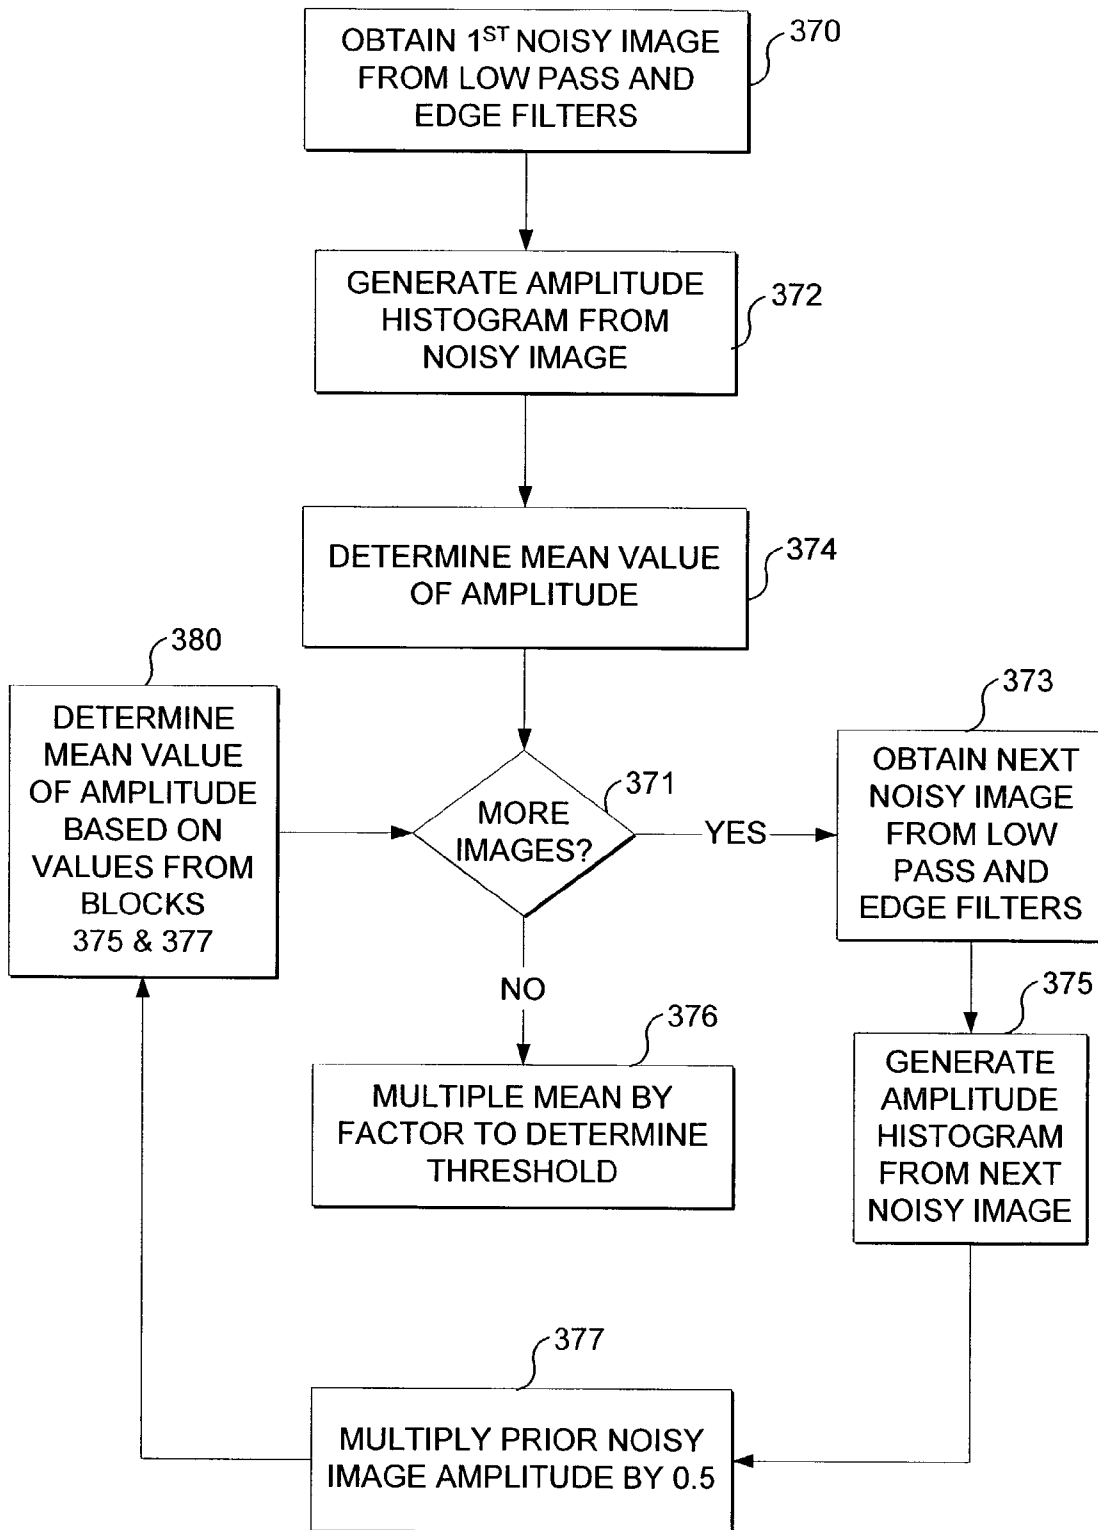 OBTAIN 1ST NOISY IMAGE
FROM LOW PASS AND
EDGE FILTERS
370
GENERATE AMPLITUDE
HISTOGRAM FROM
NOISY IMAGE
372
DETERMINE MEAN VALUE
OF AMPLITUDE
374
380
DETERMINE
MEAN VALUE
OF AMPLITUDE
BASED ON
VALUES FROM
BLOCKS
375 & 377
371
MORE
IMAGES?
YES
373
OBTAIN NEXT
NOISY IMAGE
FROM LOW
PASS AND
EDGE FILTERS
NO
376
MULTIPLE MEAN BY
FACTOR TO DETERMINE
THRESHOLD
375
GENERATE
AMPLITUDE
HISTOGRAM
FROM NEXT
NOISY IMAGE
377
MULTIPLY PRIOR NOISY
IMAGE AMPLITUDE BY 0.5